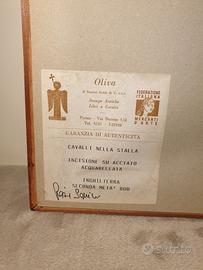 Oliva
Stampe Antiche
Libri e Cornici
FEDERAZIONE
ITALIANA
MERCANTI
D'ARTE
GARANZIA DI AUTENTICITÀ
CAVALLI NELLA STALLA
INCISIONE SU ACCIAIO
ACQUARELLATA
INGHILTERRA
SECONDA META' 800
subito